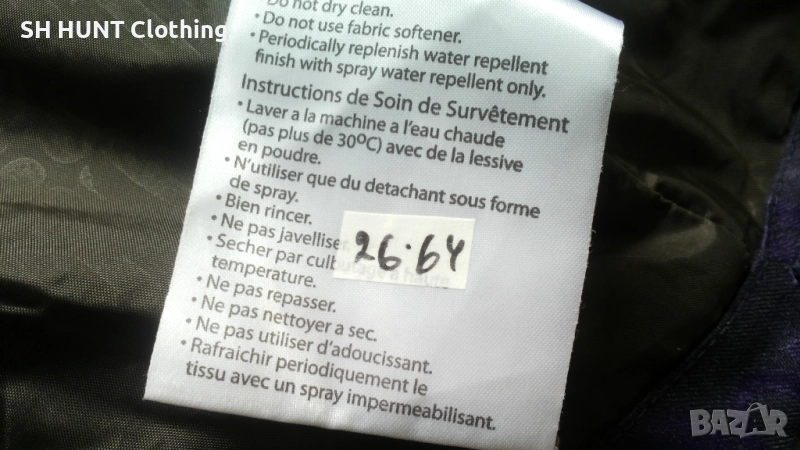 SH HUNT Clothing
Do not dry clean.
• Do not use fabric softener.
• Periodically replenish water repellent
finish with spray water repellent only.
Instructions de Soin de Survêtement
• Laver a la machine a l'eau chaude
(pas plus de 30ºC) avec de la lessive
en poudre.
• N'utiliser que du detachant sous forme
de spray.
• Bien rincer.
• Ne pas javelliser.
26.64
• Secher par culbutage a haute
temperature.
• Ne pas repasser.
• Ne pas nettoyer a sec.
• Ne pas utiliser d'adoucissant.
• Rafraichir periodiquement le
tissu avec un spray impermeabilisant.
BAZAR